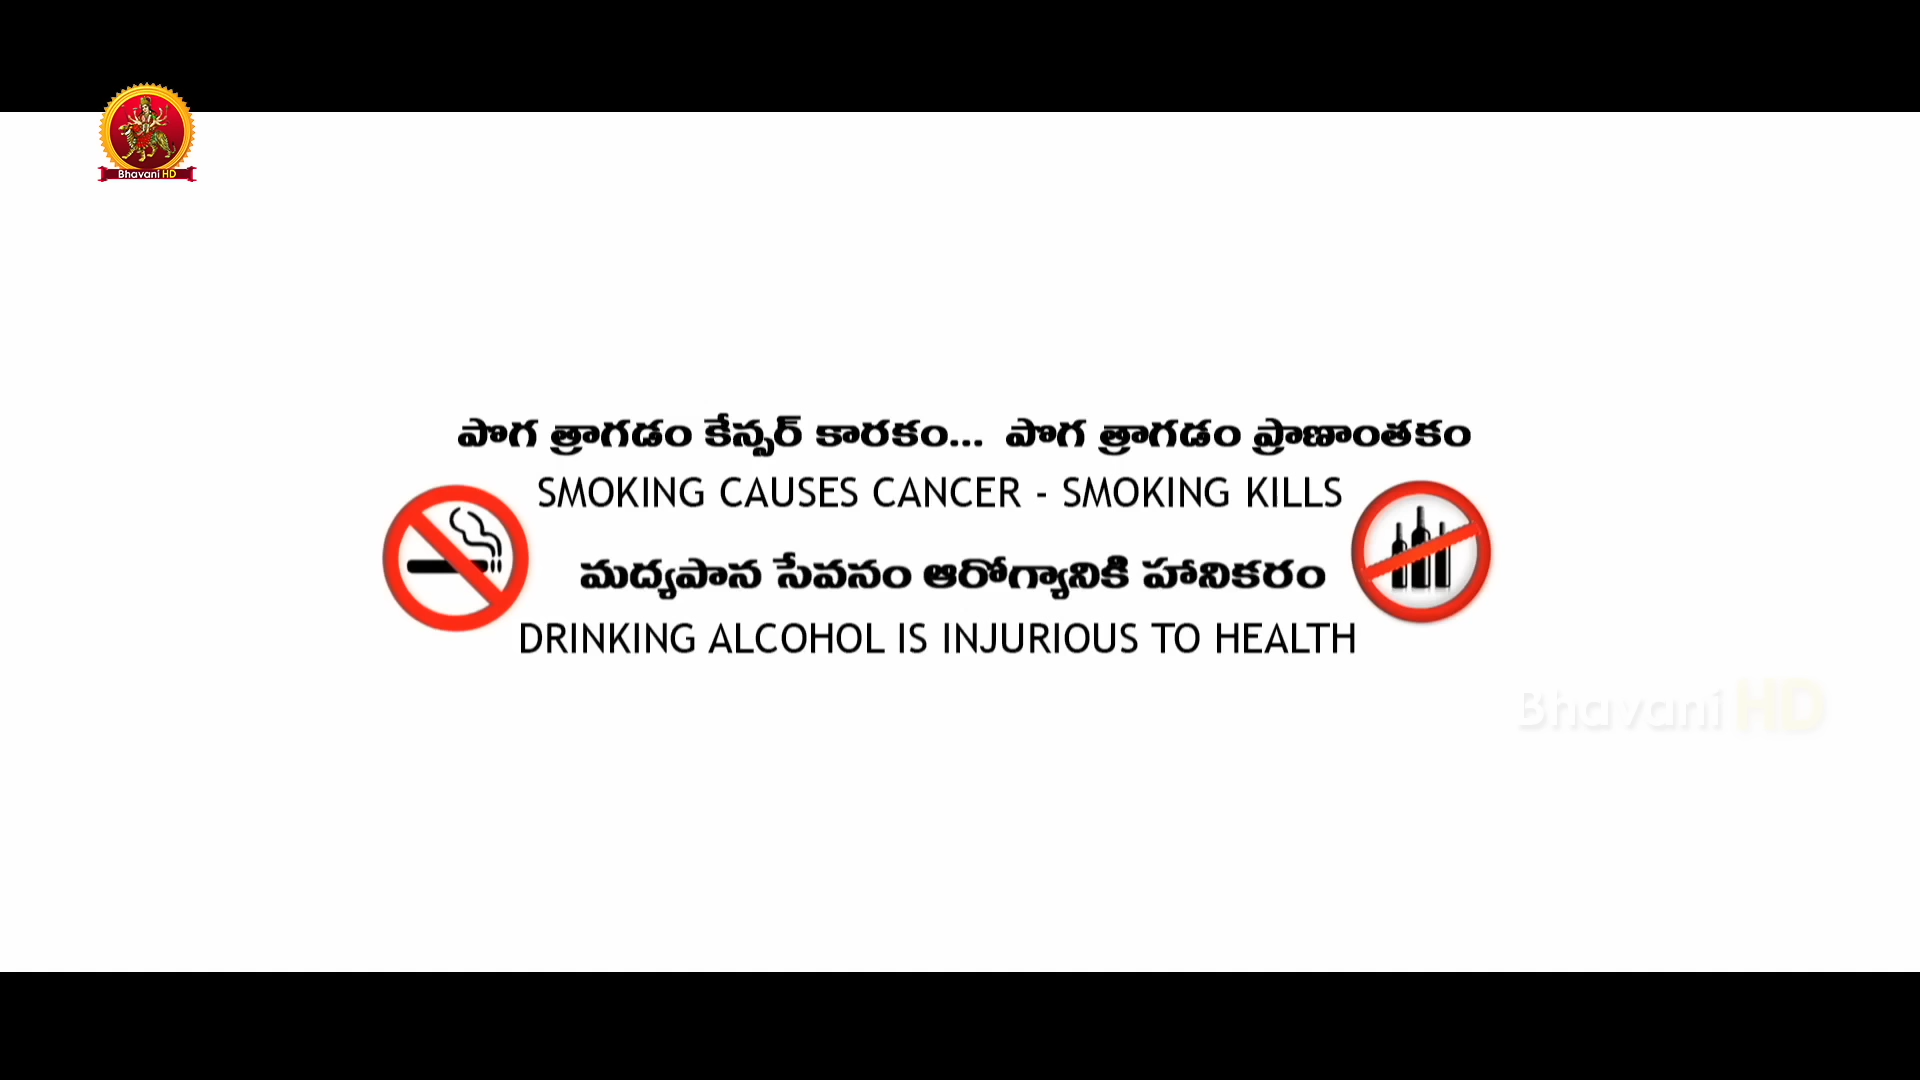 Bhavani HD
పొగ త్రాగడం కేన్సర్ కారకం... పొగ త్రాగడం ప్రాణాంతకం
SMOKING CAUSES CANCER - SMOKING KILLS
మద్యపాన సేవనం ఆరోగ్యానికి హానికరం
DRINKING ALCOHOL IS INJURIOUS TO HEALTH
Bhavani HD